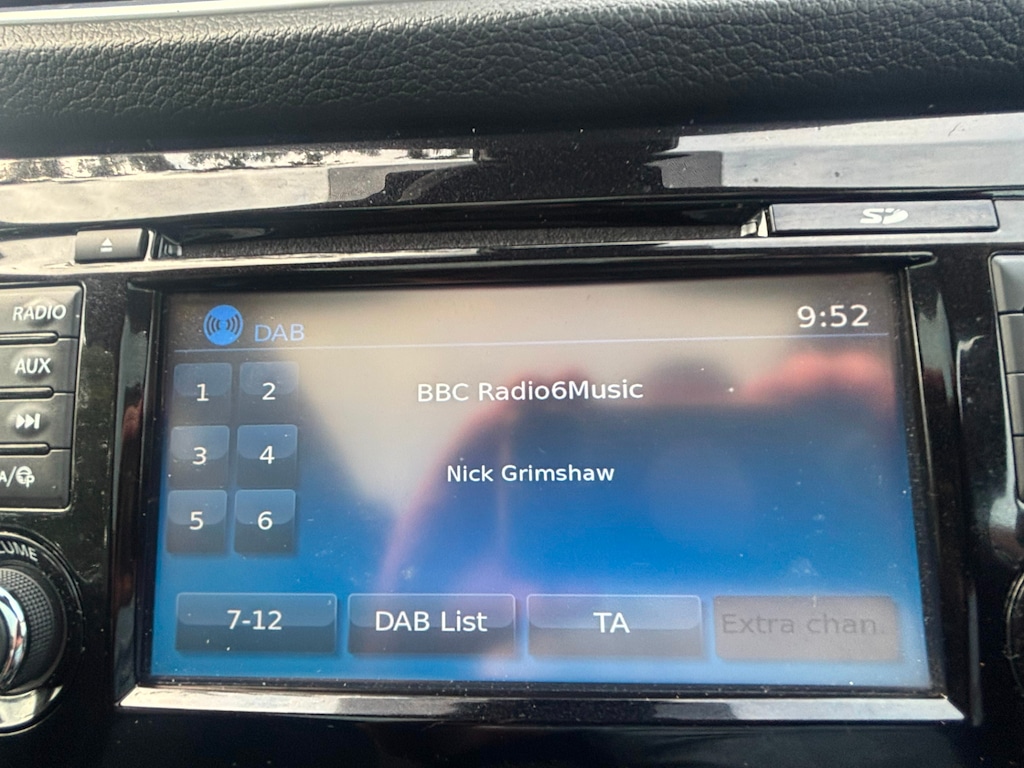 SD
RADIO
AUX
DAB
9:52
1
2
BBC Radio6Music
3
4
Nick Grimshaw
5
6
7-12
DAB List
TA
Extra chan.